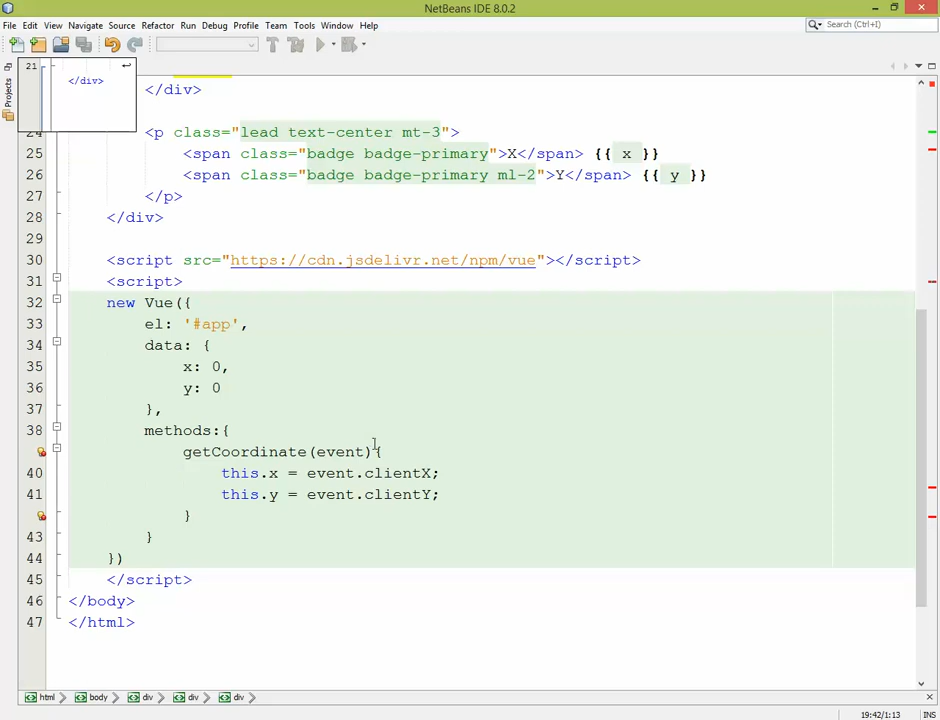 NetBeans IDE 8.0.2
File Edit View Navigate Source Refactor Run Debug Profile Team Tools Window Help
Search (Ctrl+I)
Projects
21
</div>
</div>
24 <p class="lead text-center mt-3">
25 <span class="badge badge-primary">X</span> {{ x }}
26 <span class="badge badge-primary ml-2">Y</span> {{ y }}
27 </p>
28 </div>
29
30 <script src="https://cdn.jsdelivr.net/npm/vue"></script>
31 <script>
32 new Vue({
33 el: '#app',
34 data: {
35 x: 0,
36 y: 0
37 },
38 methods:{
getCoordinate(event){
40 this.x = event.clientX;
41 this.y = event.clientY;
}
43 }
44 })
45 </script>
46 </body>
47 </html>
html body div div div
19:42/1:13 INS